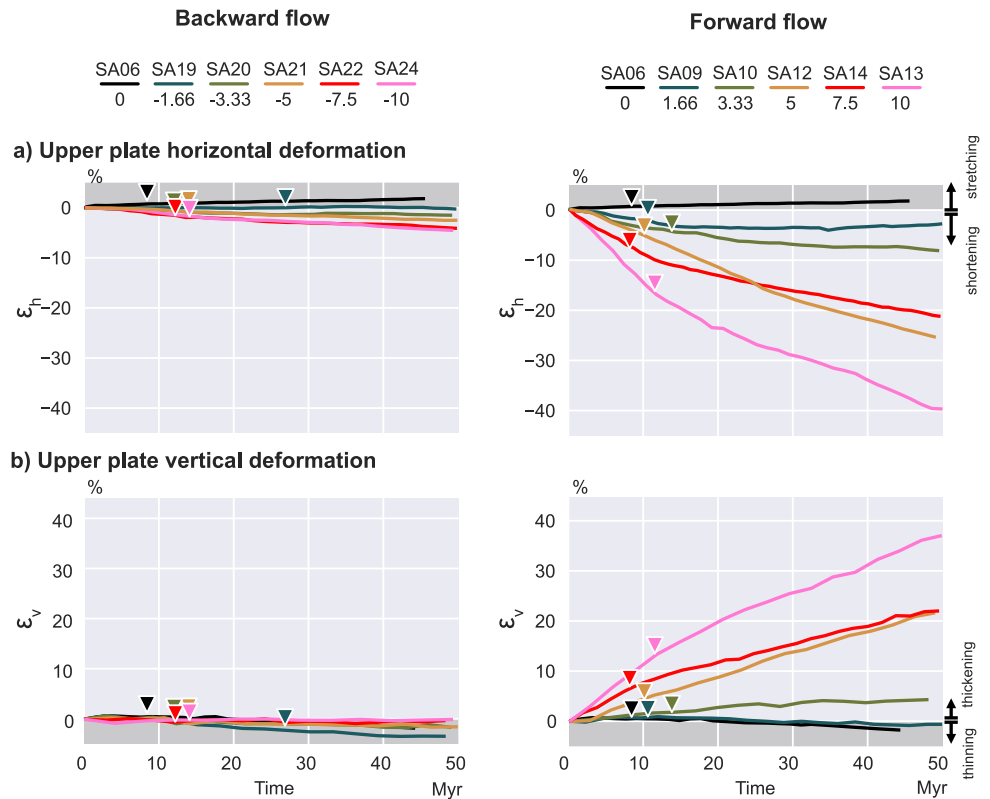 Backward flow
Forward flow
SA06 SA19 SA20 SA21 SA22 SA24
0 -1.66 -3.33 -5 -7.5 -10
SA06 SA09 SA10 SA12 SA14 SA13
0 1.66 3.33 5 7.5 10
a) Upper plate horizontal deformation
%
0
−10
−20
−30
−40
εh
%
0
−10
−20
−30
−40
εh
stretching
shortening
b) Upper plate vertical deformation
%
40
30
20
10
0
εv
0 10 20 30 40 50
Time Myr
%
40
30
20
10
0
εv
0 10 20 30 40 50
Time Myr
thickening
thinning